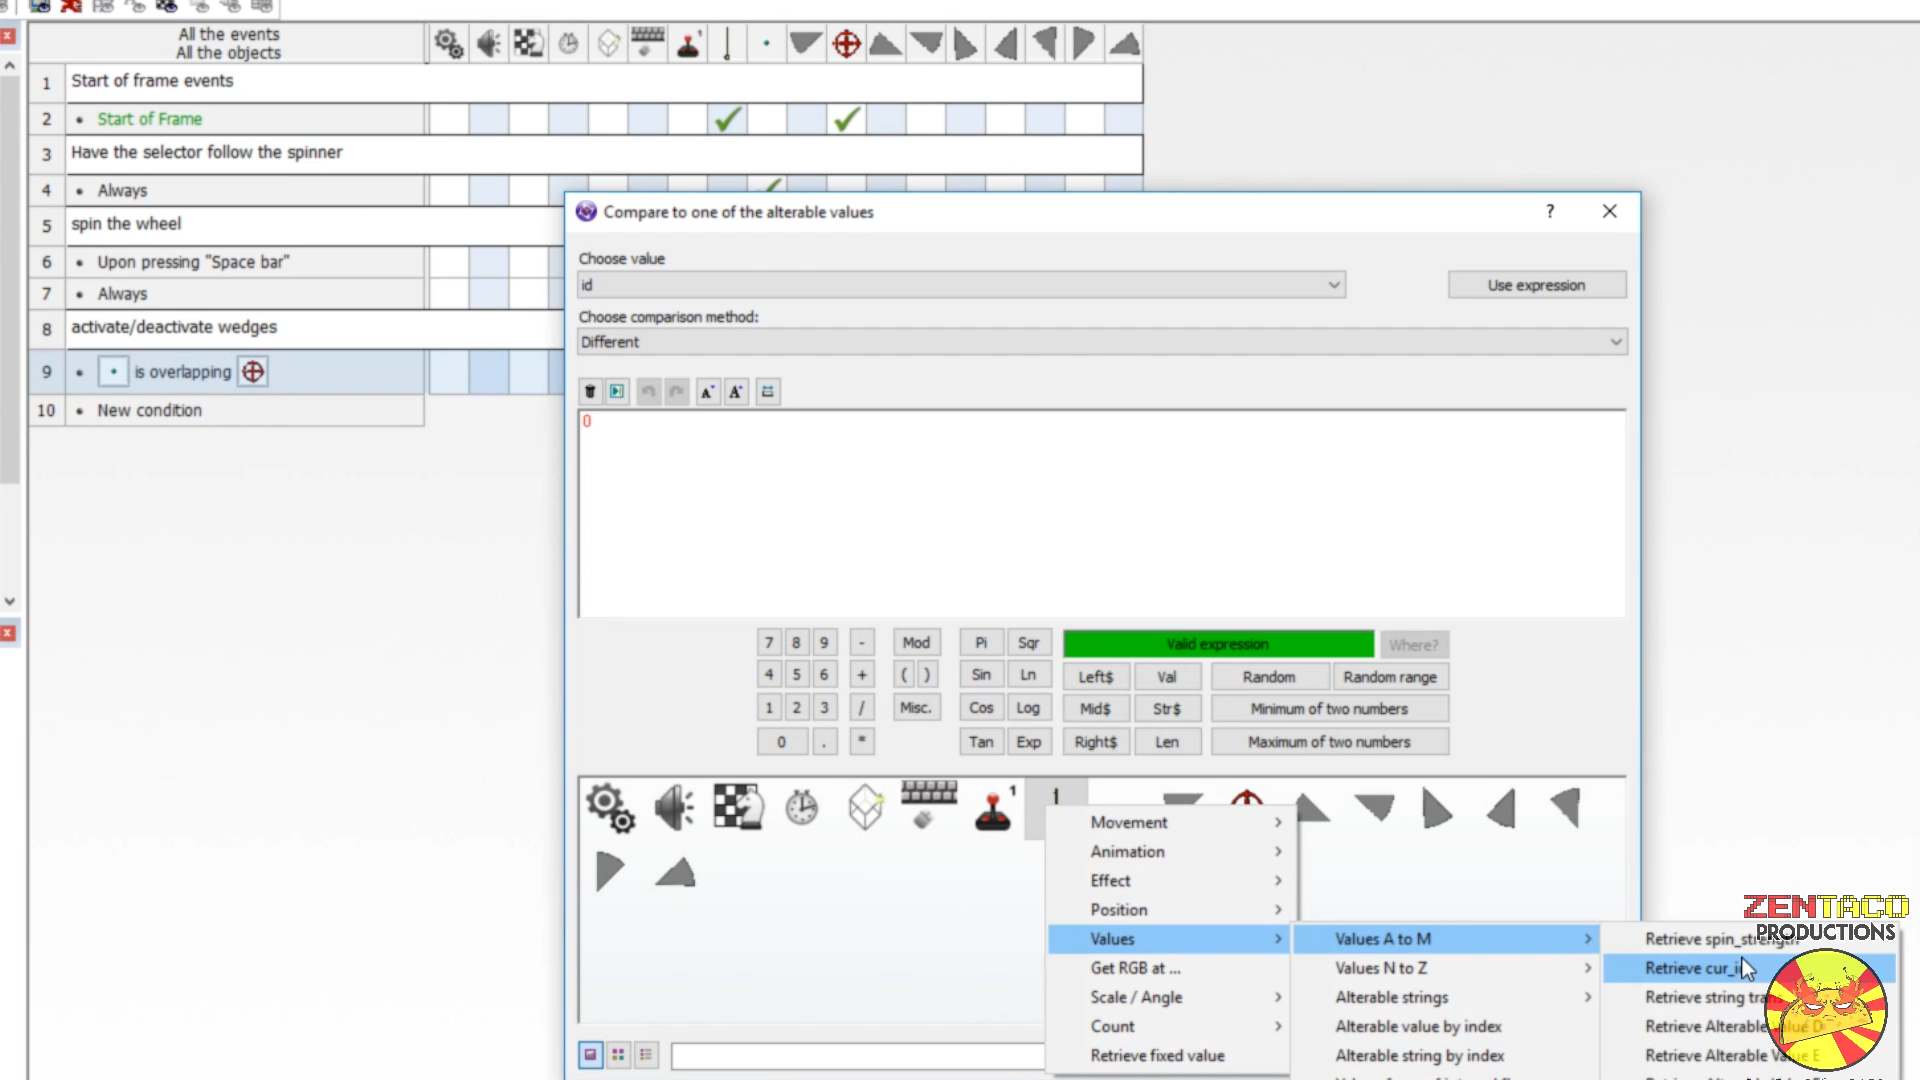 All the events
All the objects
1 Start of frame events
2 • Start of Frame
3 Have the selector follow the spinner
4 • Always
5 spin the wheel
6 • Upon pressing "Space bar"
7 • Always
8 activate/deactivate wedges
9 • is overlapping
10 • New condition
Compare to one of the alterable values
?
Choose value
id
Use expression
Choose comparison method:
Different
0
7 8 9 - Mod Pi Sqr Valid expression Where?
4 5 6 + ( ) Sin Ln Left$ Val Random Random range
1 2 3 / Misc. Cos Log Mid$ Str$ Minimum of two numbers
0 . * Tan Exp Right$ Len Maximum of two numbers
1
Movement
Animation
Effect
Position
Values
Get RGB at ...
Scale / Angle
Count
Retrieve fixed value
Values A to M
Values N to Z
Alterable strings
Alterable value by index
Alterable string by index
Retrieve spin_strength
Retrieve
Retrieve string
Retrieve Alterable Value D
Retrieve Alterable Value E
ZENTACO
PRODUCTIONS